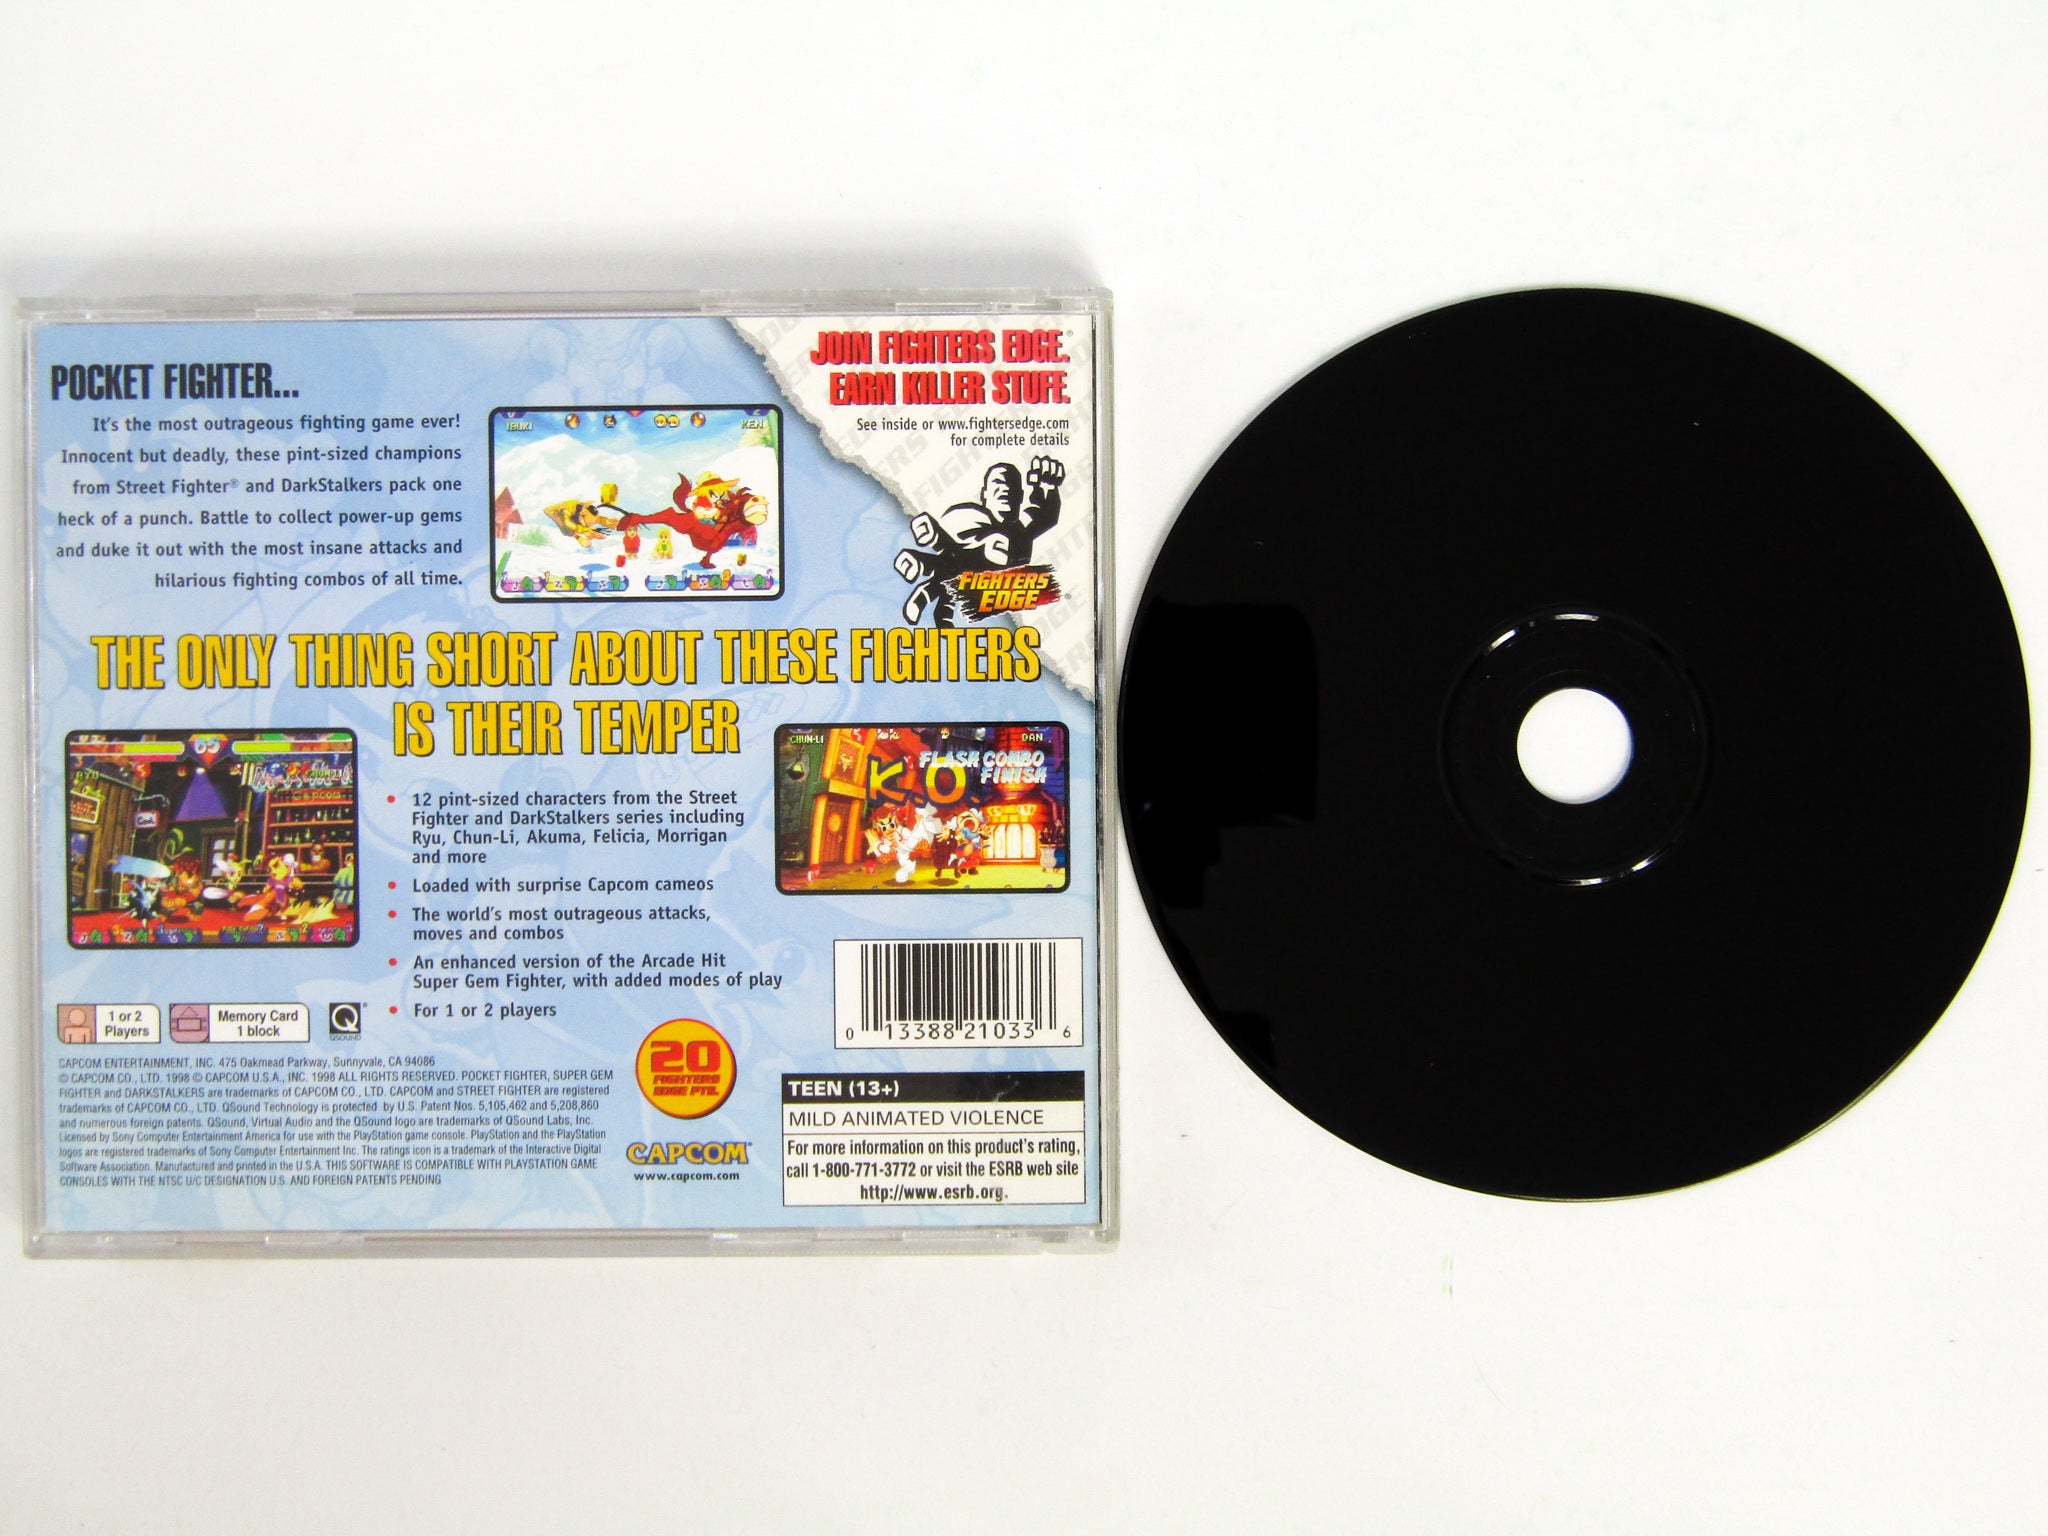 POCKET FIGHTER...
It's the most outrageous fighting game ever!
Innocent but deadly, these pint-sized champions
from Street Fighter® and DarkStalkers pack one
heck of a punch. Battle to collect power-up gems
and duke it out with the most insane attacks and
hilarious fighting combos of all time.
IBUKI
KEN
JOIN FIGHTERS EDGE.®
EARN KILLER STUFF.
See inside or www.fightersedge.com
for complete details
FIGHTERS
EDGE®
THE ONLY THING SHORT ABOUT THESE FIGHTERS
IS THEIR TEMPER
RYU
CHUN-LI
Capcom
CHUN-LI
DAN
K.O.
FLASH COMBO
FINISH
• 12 pint-sized characters from the Street
Fighter and DarkStalkers series including
Ryu, Chun-Li, Akuma, Felicia, Morrigan
and more
• Loaded with surprise Capcom cameos
• The world's most outrageous attacks,
moves and combos
• An enhanced version of the Arcade Hit
Super Gem Fighter, with added modes of play
• For 1 or 2 players
1 or 2
Players
Memory Card
1 block
Q®
QSOUND
0 13388 21033 6
CAPCOM ENTERTAINMENT, INC. 475 Oakmead Parkway, Sunnyvale, CA 94086
© CAPCOM CO., LTD. 1998 © CAPCOM U.S.A., INC. 1998 ALL RIGHTS RESERVED. POCKET FIGHTER, SUPER GEM
FIGHTER and DARKSTALKERS are trademarks of CAPCOM CO., LTD. CAPCOM and STREET FIGHTER are registered
trademarks of CAPCOM CO., LTD. QSound Technology is protected by U.S. Patent Nos. 5,105,462 and 5,208,860
and numerous foreign patents. QSound, Virtual Audio and the QSound logo are trademarks of QSound Labs, Inc.
Licensed by Sony Computer Entertainment America for use with the PlayStation game console. PlayStation and the PlayStation
logos are registered trademarks of Sony Computer Entertainment Inc. The ratings icon is a trademark of the Interactive Digital
Software Association. Manufactured and printed in the U.S.A. THIS SOFTWARE IS COMPATIBLE WITH PLAYSTATION GAME
CONSOLES WITH THE NTSC U/C DESIGNATION U.S. AND FOREIGN PATENTS PENDING
20
FIGHTERS
EDGE PTS.
CAPCOM®
www.capcom.com
TEEN (13+)
MILD ANIMATED VIOLENCE
For more information on this product's rating,
call 1-800-771-3772 or visit the ESRB web site
http://www.esrb.org.